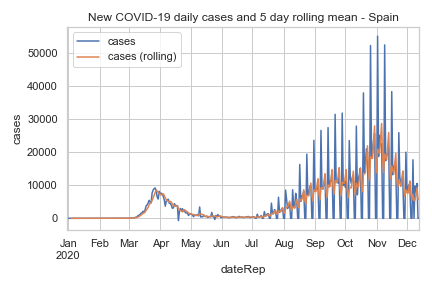 New COVID-19 daily cases and 5 day rolling mean - Spain
cases
cases (rolling)
50000
40000
30000
20000
10000
0
cases
Jan Feb Mar Apr May Jun Jul Aug Sep Oct Nov Dec
2020
dateRep